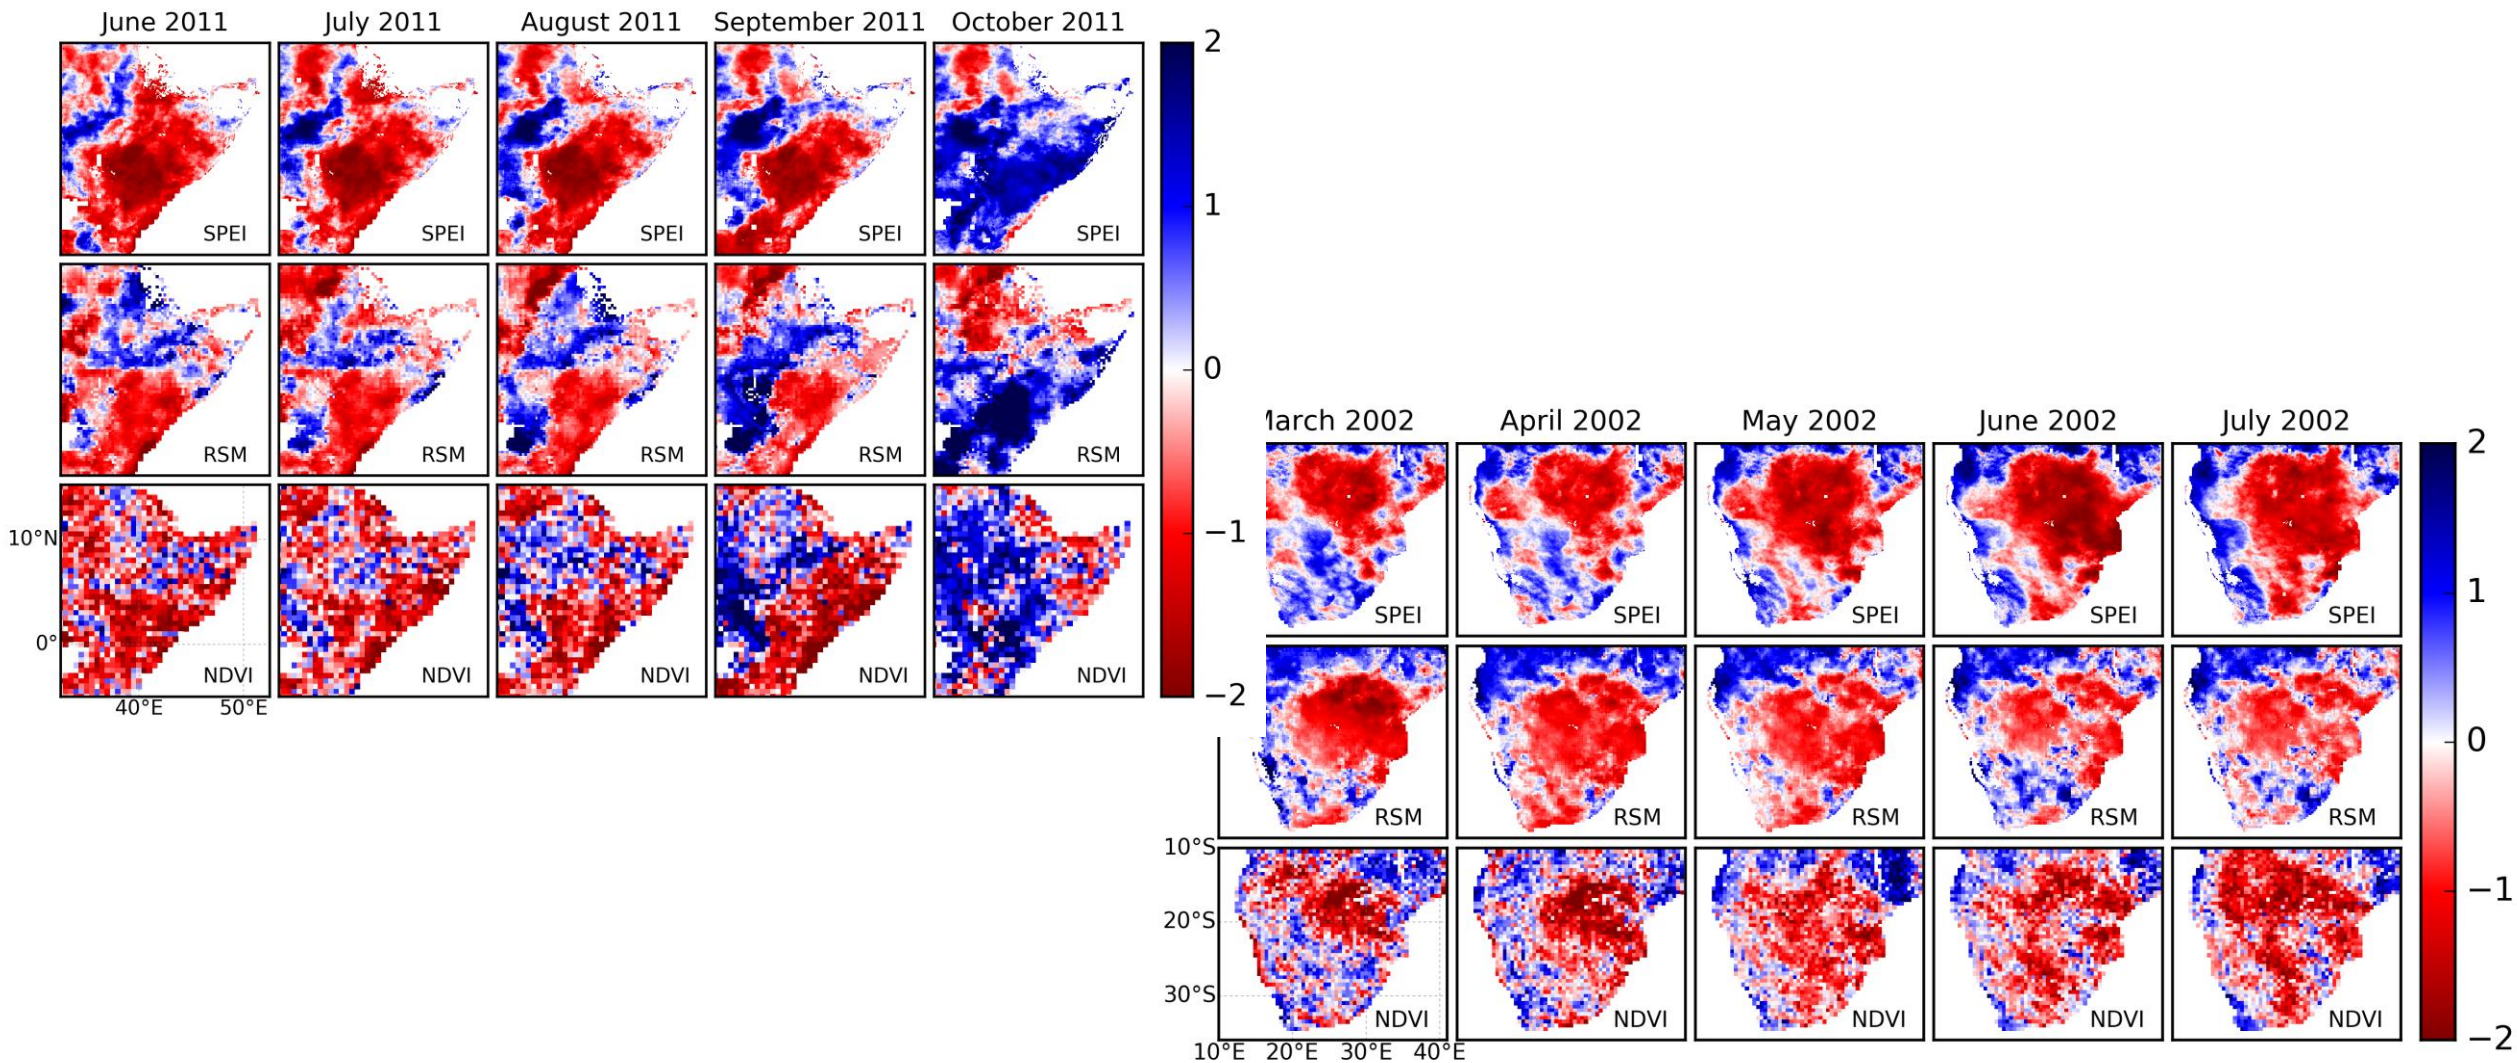 June 2011 July 2011 August 2011 September 2011 October 2011
SPEI SPEI SPEI SPEI SPEI
RSM RSM RSM RSM RSM
NDVI NDVI NDVI NDVI NDVI
10°N
0°
40°E 50°E
2
1
0
−1
−2
March 2002 April 2002 May 2002 June 2002 July 2002
SPEI SPEI SPEI SPEI SPEI
RSM RSM RSM RSM RSM
NDVI NDVI NDVI NDVI NDVI
10°S
20°S
30°S
10°E 20°E 30°E 40°E
2
1
0
−1
−2